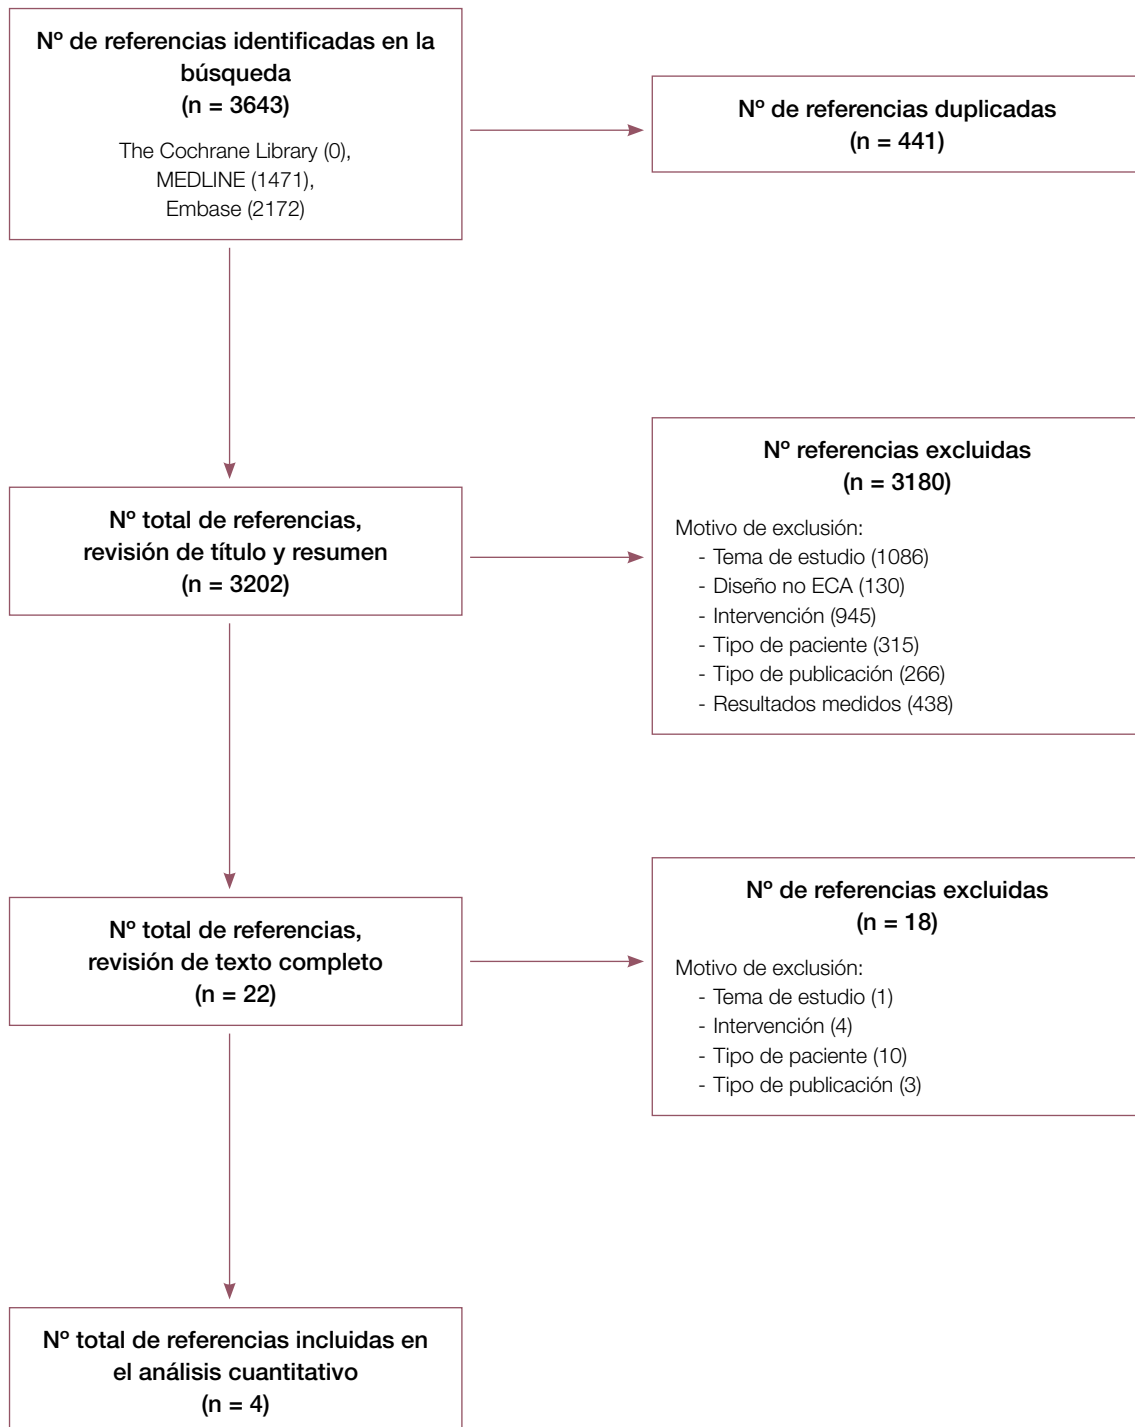 Nº de referencias identificadas en la
búsqueda
(n = 3643)
The Cochrane Library (0),
MEDLINE (1471),
Embase (2172)
Nº de referencias duplicadas
(n = 441)
Nº total de referencias,
revisión de título y resumen
(n = 3202)
Nº referencias excluidas
(n = 3180)
Motivo de exclusión:
- Tema de estudio (1086)
- Diseño no ECA (130)
- Intervención (945)
- Tipo de paciente (315)
- Tipo de publicación (266)
- Resultados medidos (438)
Nº total de referencias,
revisión de texto completo
(n = 22)
Nº de referencias excluidas
(n = 18)
Motivo de exclusión:
- Tema de estudio (1)
- Intervención (4)
- Tipo de paciente (10)
- Tipo de publicación (3)
Nº total de referencias incluidas en
el análisis cuantitativo
(n = 4)